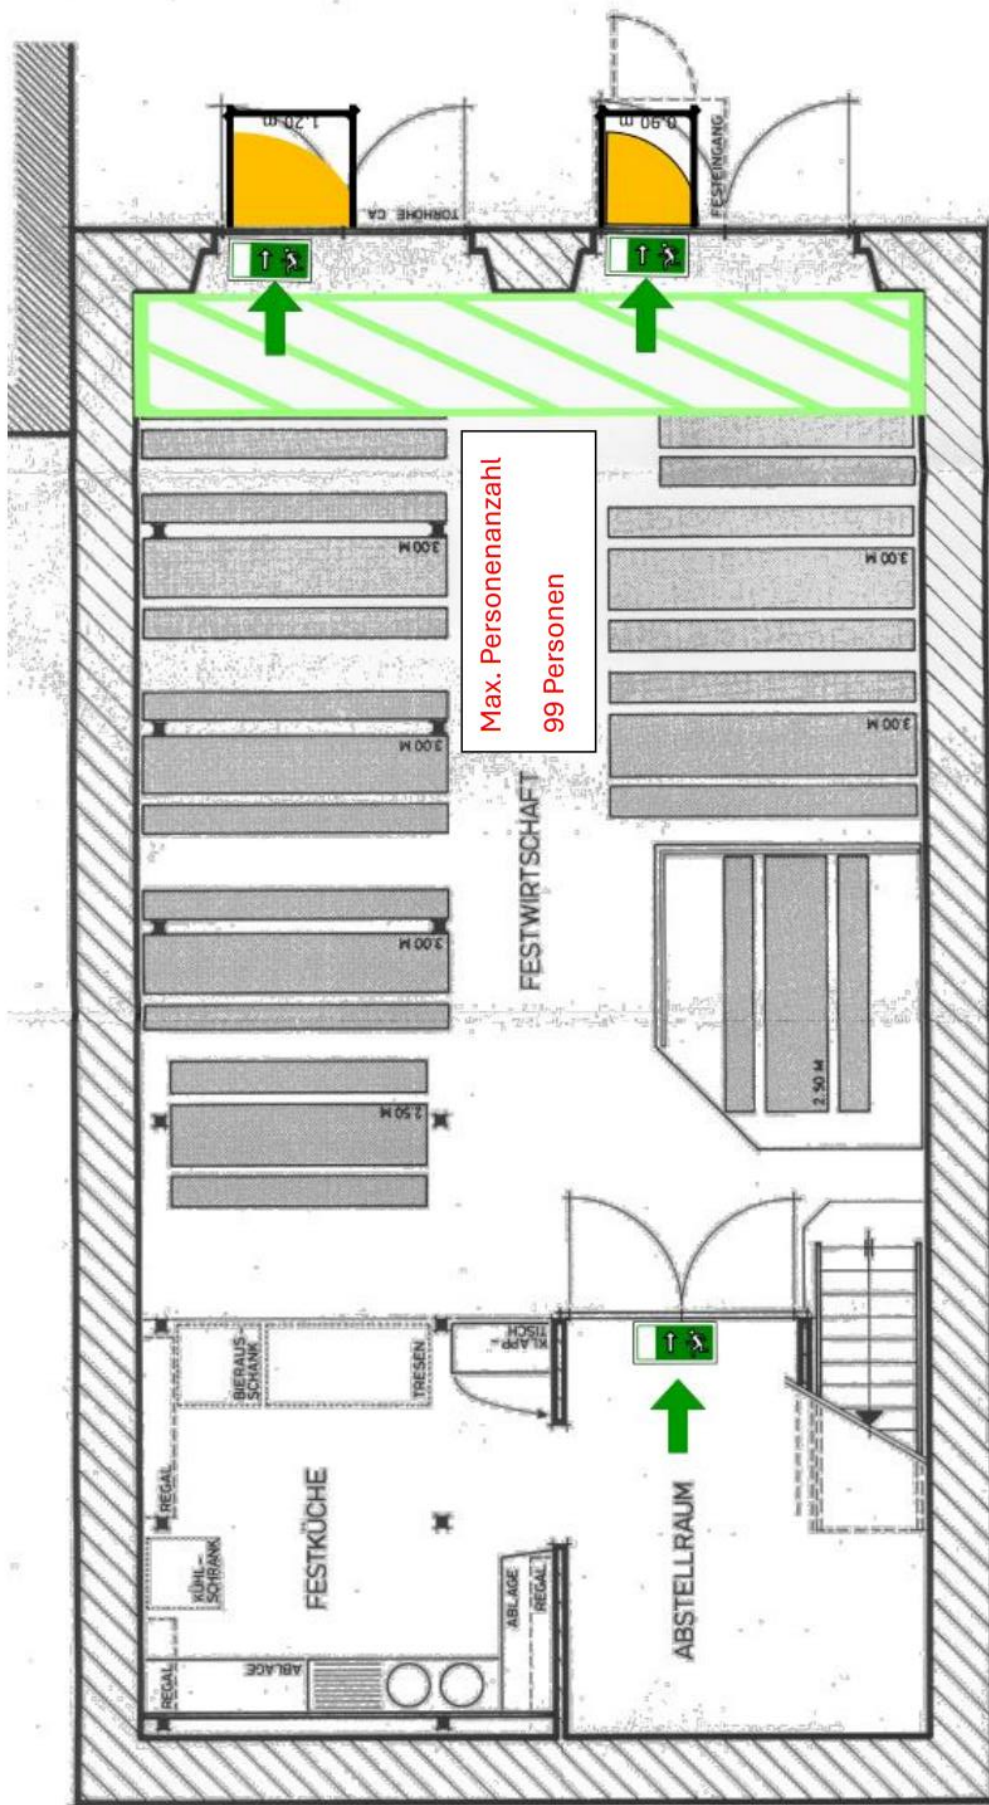 1.20 m
0.90 m
TORHÖHE CA
FESTEINGANG
Max. Personenanzahl
99 Personen
3.00 M
3.00 M
3.00 M
3.00 M
3.00 M
FESTWIRTSCHAFT
2.50 M
2.50 M
BIERAUS-
SCHANK
TRESEN
KLAPP-
TISCH
REGAL
FESTKÜCHE
KÜHL-
SCHRANK
ABLAGE
REGAL
ABSTELLRAUM
REGAL
ABLAGE